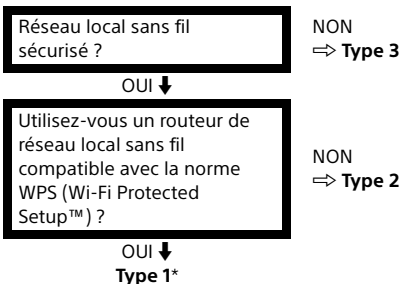 Réseau local sans fil
sécurisé ?
NON
⇨ Type 3
OUI ⬇
Utilisez-vous un routeur de
réseau local sans fil
compatible avec la norme
WPS (Wi-Fi Protected
Setup™) ?
NON
⇨ Type 2
OUI ⬇
Type 1*